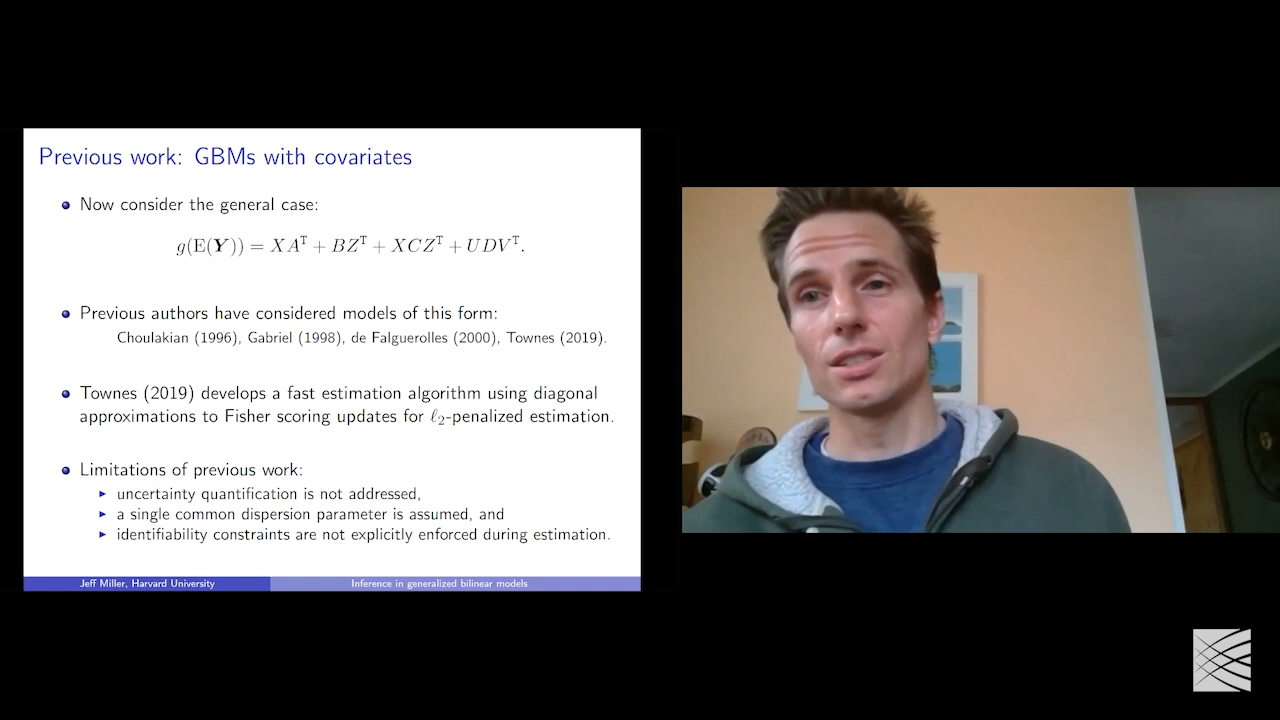 Previous work: GBMs with covariates
Now consider the general case:
g(E(Y)) = XAᵀ + BZᵀ + XCZᵀ + UDVᵀ.
Previous authors have considered models of this form:
Choulakian (1996), Gabriel (1998), de Falguerolles (2000), Townes (2019).
Townes (2019) develops a fast estimation algorithm using diagonal
approximations to Fisher scoring updates for ℓ₂-penalized estimation.
Limitations of previous work:
uncertainty quantification is not addressed,
a single common dispersion parameter is assumed, and
identifiability constraints are not explicitly enforced during estimation.
Jeff Miller, Harvard University
Inference in generalized bilinear models